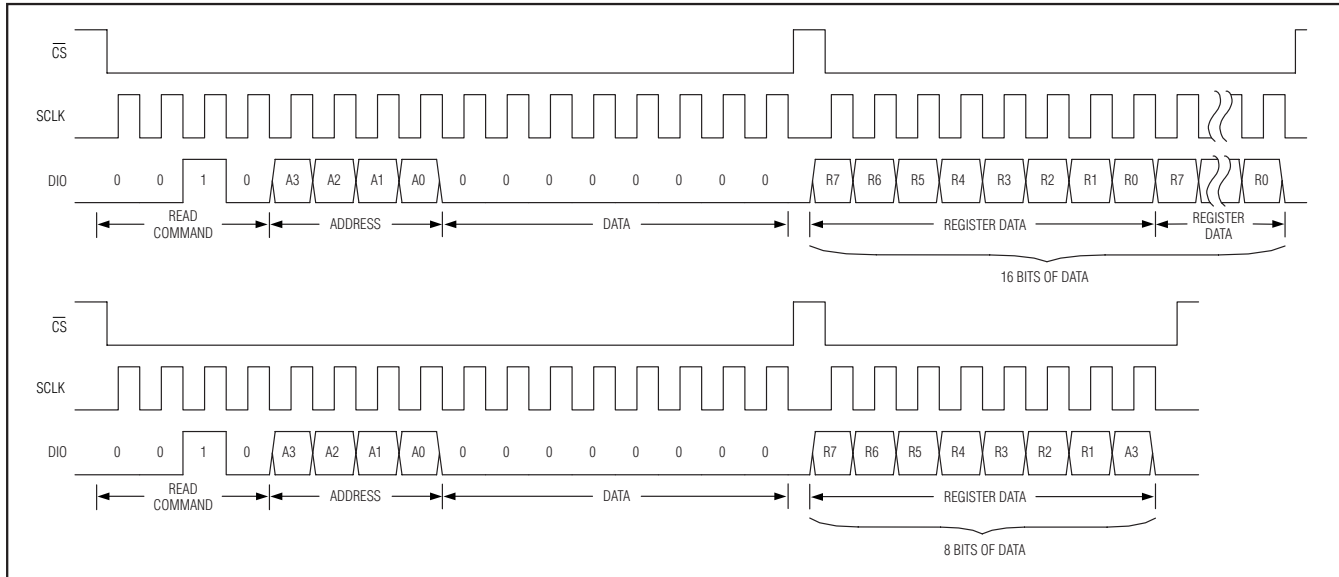 CS
SCLK
DIO 0 0 1 0 A3 A2 A1 A0 0 0 0 0 0 0 0 0 R7 R6 R5 R4 R3 R2 R1 R0 R7 R0
READ COMMAND ADDRESS DATA REGISTER DATA REGISTER DATA
16 BITS OF DATA
CS
SCLK
DIO 0 0 1 0 A3 A2 A1 A0 0 0 0 0 0 0 0 0 R7 R6 R5 R4 R3 R2 R1 A3
READ COMMAND ADDRESS DATA REGISTER DATA
8 BITS OF DATA